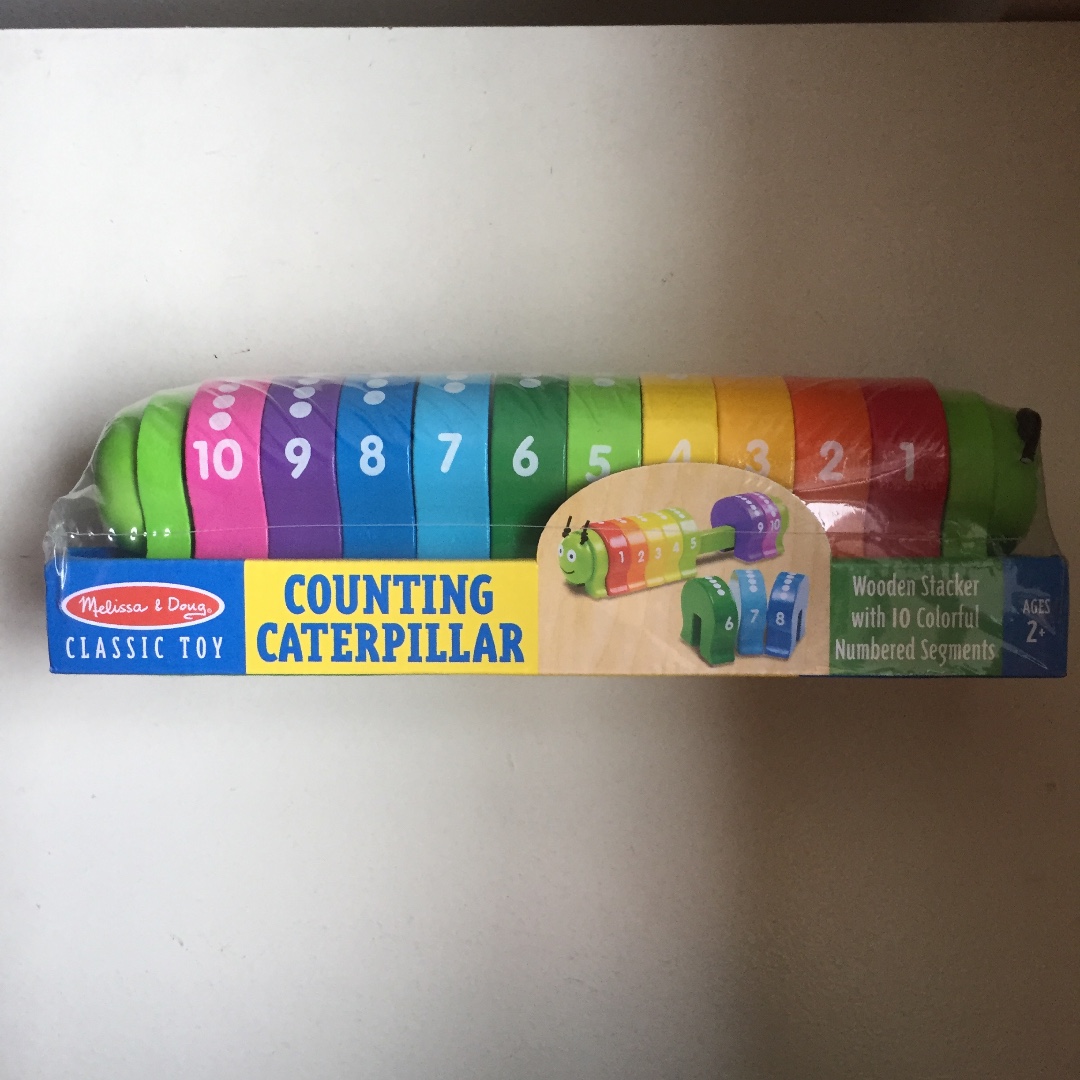 10 9 8 7 6 5 4 3 2 1
Melissa & Doug®
CLASSIC TOY
COUNTING
CATERPILLAR
1 2 3 4 5 9 10
6 7 8
Wooden Stacker
with 10 Colorful
Numbered Segments
AGES
2+